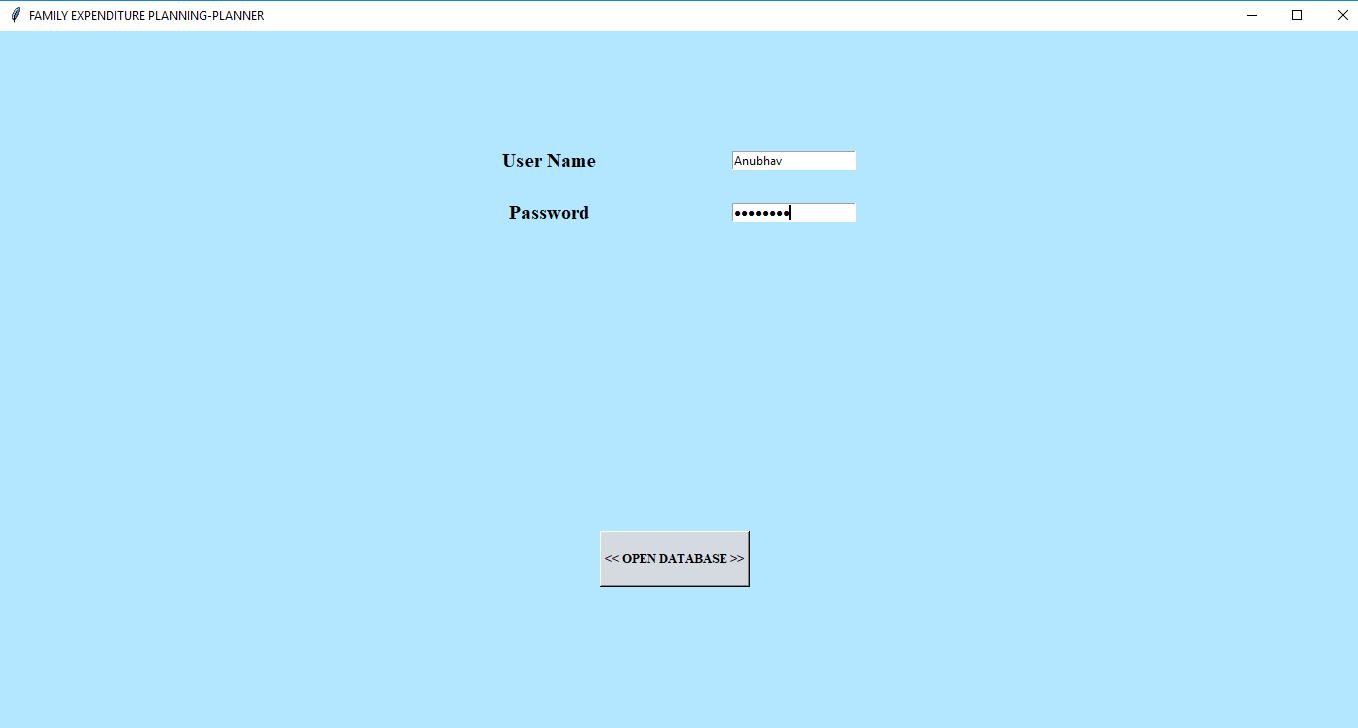 FAMILY EXPENDITURE PLANNING-PLANNER
User Name Anubhav
Password ••••••••
<< OPEN DATABASE >>